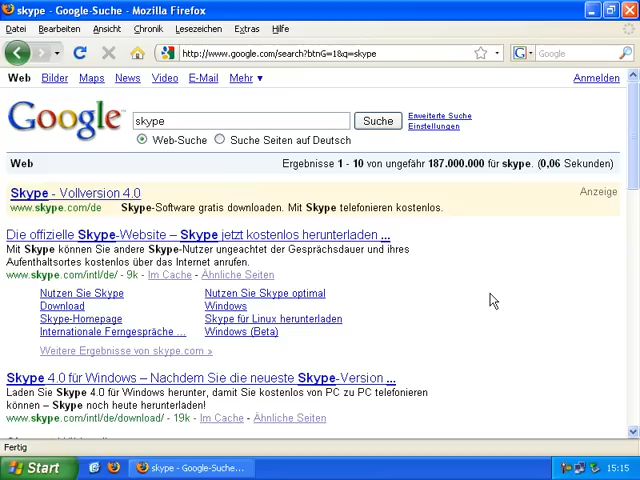 skype - Google-Suche - Mozilla Firefox
Datei Bearbeiten Ansicht Chronik Lesezeichen Extras Hilfe
http://www.google.com/search?btnG=1&q=skype
Google
Web Bilder Maps News Video E-Mail Mehr ▼ Anmelden
Google™
skype
Suche
Erweiterte Suche
Einstellungen
Web-Suche Suche Seiten auf Deutsch
Web Ergebnisse 1 - 10 von ungefähr 187.000.000 für skype. (0,06 Sekunden)
Skype - Vollversion 4.0 Anzeige
www.skype.com/de Skype-Software gratis downloaden. Mit Skype telefonieren kostenlos.
Die offizielle Skype-Website – Skype jetzt kostenlos herunterladen ...
Mit Skype können Sie andere Skype-Nutzer ungeachtet der Gesprächsdauer und ihres
Aufenthaltsortes kostenlos über das Internet anrufen.
www.skype.com/intl/de/ - 9k - Im Cache - Ähnliche Seiten
Nutzen Sie Skype Nutzen Sie Skype optimal
Download Windows
Skype-Homepage Skype für Linux herunterladen
Internationale Ferngespräche ... Windows (Beta)
Weitere Ergebnisse von skype.com »
Skype 4.0 für Windows – Nachdem Sie die neueste Skype-Version ...
Laden Sie Skype 4.0 für Windows herunter, damit Sie kostenlos von PC zu PC telefonieren
können – Skype noch heute herunterladen!
www.skype.com/intl/de/download/ - 19k - Im Cache - Ähnliche Seiten
Fertig
Start skype - Google-Suche... 15:15